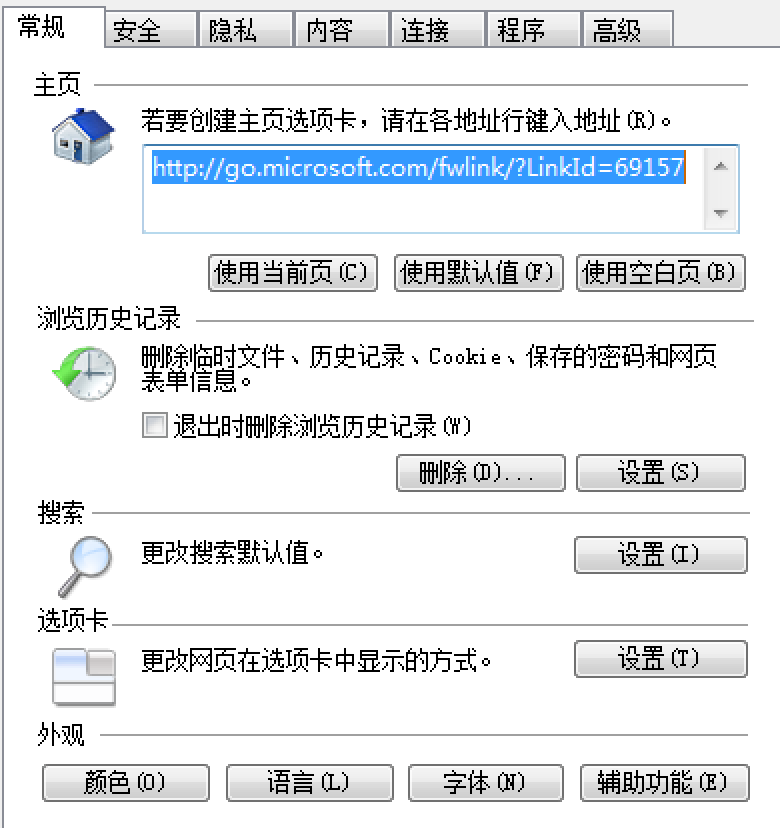 常规 安全 隐私 内容 连接 程序 高级
主页
若要创建主页选项卡，请在各地址行键入地址(R)。
http://go.microsoft.com/fwlink/?LinkId=69157
使用当前页(C) 使用默认值(F) 使用空白页(B)
浏览历史记录
删除临时文件、历史记录、Cookie、保存的密码和网页
表单信息。
退出时删除浏览历史记录(W)
删除(D)... 设置(S)
搜索
更改搜索默认值。 设置(I)
选项卡
更改网页在选项卡中显示的方式。 设置(T)
外观
颜色(O) 语言(L) 字体(N) 辅助功能(E)